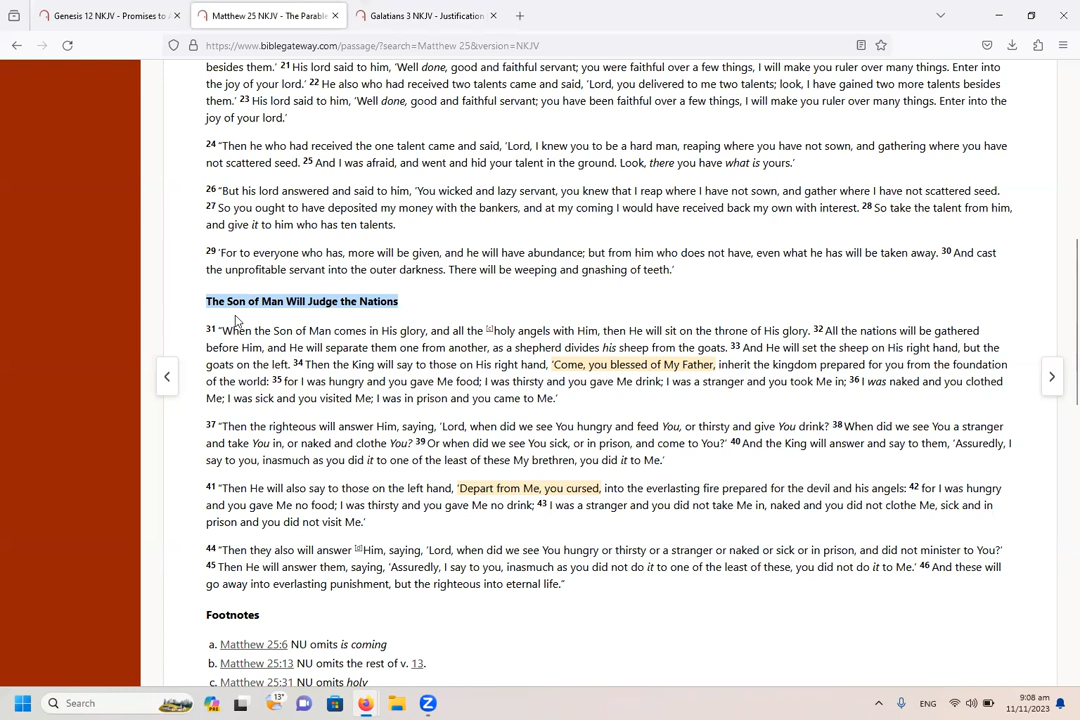 Genesis 12 NKJV - Promises to A
Matthew 25 NKJV - The Parable
Galatians 3 NKJV - Justification
https://www.biblegateway.com/passage/?search=Matthew 25&version=NKJV
besides them.’ 21 His lord said to him, ‘Well done, good and faithful servant; you were faithful over a few things, I will make you ruler over many things. Enter into
the joy of your lord.’ 22 He also who had received two talents came and said, ‘Lord, you delivered to me two talents; look, I have gained two more talents besides
them.’ 23 His lord said to him, ‘Well done, good and faithful servant; you have been faithful over a few things, I will make you ruler over many things. Enter into the
joy of your lord.’
24 “Then he who had received the one talent came and said, ‘Lord, I knew you to be a hard man, reaping where you have not sown, and gathering where you have
not scattered seed. 25 And I was afraid, and went and hid your talent in the ground. Look, there you have what is yours.’
26 “But his lord answered and said to him, ‘You wicked and lazy servant, you knew that I reap where I have not sown, and gather where I have not scattered seed.
27 So you ought to have deposited my money with the bankers, and at my coming I would have received back my own with interest. 28 So take the talent from him,
and give it to him who has ten talents.
29 ‘For to everyone who has, more will be given, and he will have abundance; but from him who does not have, even what he has will be taken away. 30 And cast
the unprofitable servant into the outer darkness. There will be weeping and gnashing of teeth.’
The Son of Man Will Judge the Nations
31 “When the Son of Man comes in His glory, and all the [c]holy angels with Him, then He will sit on the throne of His glory. 32 All the nations will be gathered
before Him, and He will separate them one from another, as a shepherd divides his sheep from the goats. 33 And He will set the sheep on His right hand, but the
goats on the left. 34 Then the King will say to those on His right hand, ‘Come, you blessed of My Father, inherit the kingdom prepared for you from the foundation
of the world: 35 for I was hungry and you gave Me food; I was thirsty and you gave Me drink; I was a stranger and you took Me in; 36 I was naked and you clothed
Me; I was sick and you visited Me; I was in prison and you came to Me.’
37 “Then the righteous will answer Him, saying, ‘Lord, when did we see You hungry and feed You, or thirsty and give You drink? 38 When did we see You a stranger
and take You in, or naked and clothe You? 39 Or when did we see You sick, or in prison, and come to You?’ 40 And the King will answer and say to them, ‘Assuredly, I
say to you, inasmuch as you did it to one of the least of these My brethren, you did it to Me.’
41 “Then He will also say to those on the left hand, ‘Depart from Me, you cursed, into the everlasting fire prepared for the devil and his angels: 42 for I was hungry
and you gave Me no food; I was thirsty and you gave Me no drink; 43 I was a stranger and you did not take Me in, naked and you did not clothe Me, sick and in
prison and you did not visit Me.’
44 “Then they also will answer [d]Him, saying, ‘Lord, when did we see You hungry or thirsty or a stranger or naked or sick or in prison, and did not minister to You?’
45 Then He will answer them, saying, ‘Assuredly, I say to you, inasmuch as you did not do it to one of the least of these, you did not do it to Me.’ 46 And these will
go away into everlasting punishment, but the righteous into eternal life.”
Footnotes
a. Matthew 25:6 NU omits is coming
b. Matthew 25:13 NU omits the rest of v. 13.
c. Matthew 25:31 NU omits holy
Search
13°
ENG
9:08 am
11/11/2023